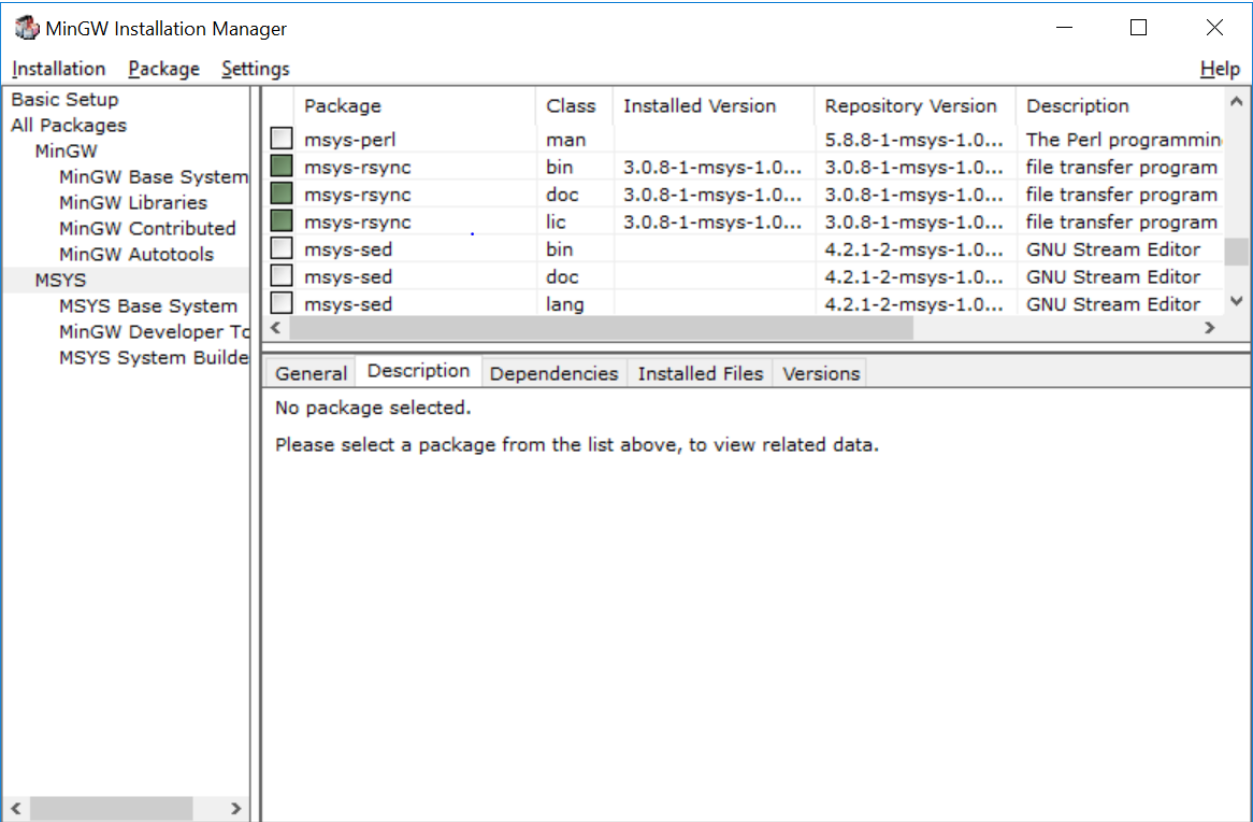 MinGW Installation Manager
Installation Package Settings Help
Basic Setup
All Packages
MinGW
MinGW Base System
MinGW Libraries
MinGW Contributed
MinGW Autotools
MSYS
MSYS Base System
MinGW Developer To
MSYS System Builde
Package Class Installed Version Repository Version Description
msys-perl man 5.8.8-1-msys-1.0... The Perl programmin
msys-rsync bin 3.0.8-1-msys-1.0... 3.0.8-1-msys-1.0... file transfer program
msys-rsync doc 3.0.8-1-msys-1.0... 3.0.8-1-msys-1.0... file transfer program
msys-rsync lic 3.0.8-1-msys-1.0... 3.0.8-1-msys-1.0... file transfer program
msys-sed bin 4.2.1-2-msys-1.0... GNU Stream Editor
msys-sed doc 4.2.1-2-msys-1.0... GNU Stream Editor
msys-sed lang 4.2.1-2-msys-1.0... GNU Stream Editor
General Description Dependencies Installed Files Versions
No package selected.
Please select a package from the list above, to view related data.